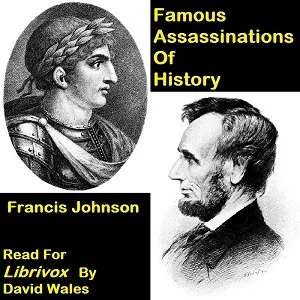 Famous
Assassinations
Of
History
Francis Johnson
Read For
Librivox By
David Wales